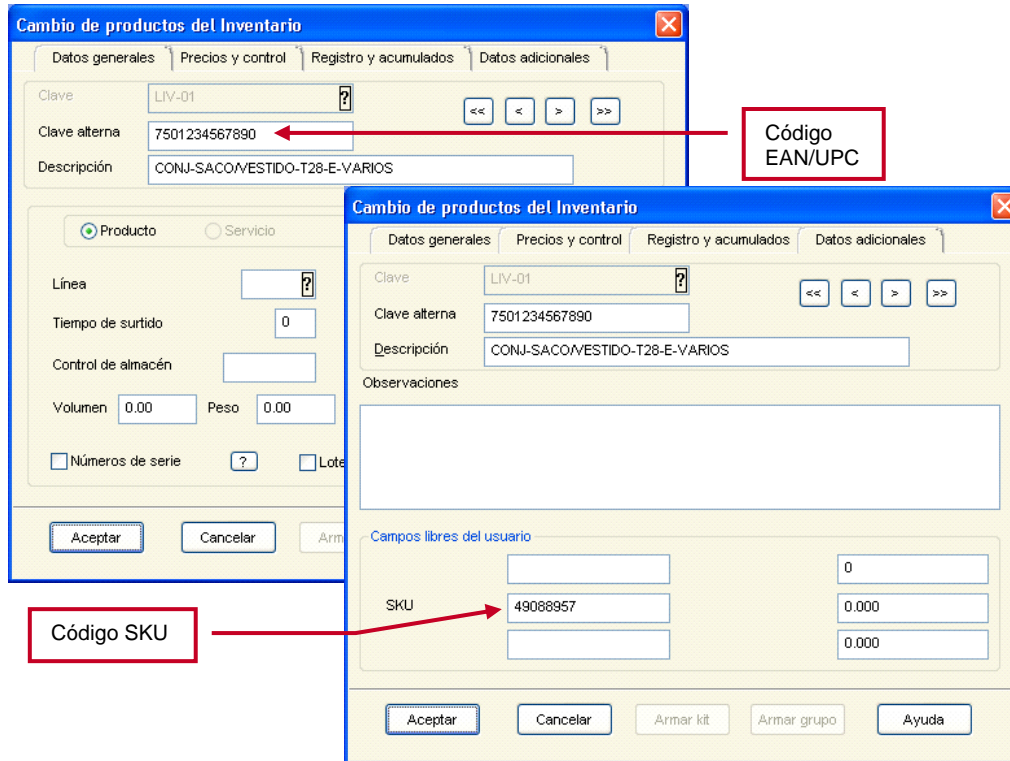 Cambio de productos del Inventario
Datos generales Precios y control Registro y acumulados Datos adicionales
Clave LIV-01 ? << < > >>
Clave alterna 7501234567890
Descripción CONJ-SACO/VESTIDO-T28-E-VARIOS
Código
EAN/UPC
Producto Servicio
Línea ?
Tiempo de surtido 0
Control de almacén
Volumen 0.00 Peso 0.00
Números de serie ? Lote
Aceptar Cancelar Arm
Cambio de productos del Inventario
Datos generales Precios y control Registro y acumulados Datos adicionales
Clave LIV-01 ? << < > >>
Clave alterna 7501234567890
Descripción CONJ-SACO/VESTIDO-T28-E-VARIOS
Observaciones
Campos libres del usuario
0
SKU 49088957 0.000
0.000
Código SKU
Aceptar Cancelar Armar kit Armar grupo Ayuda